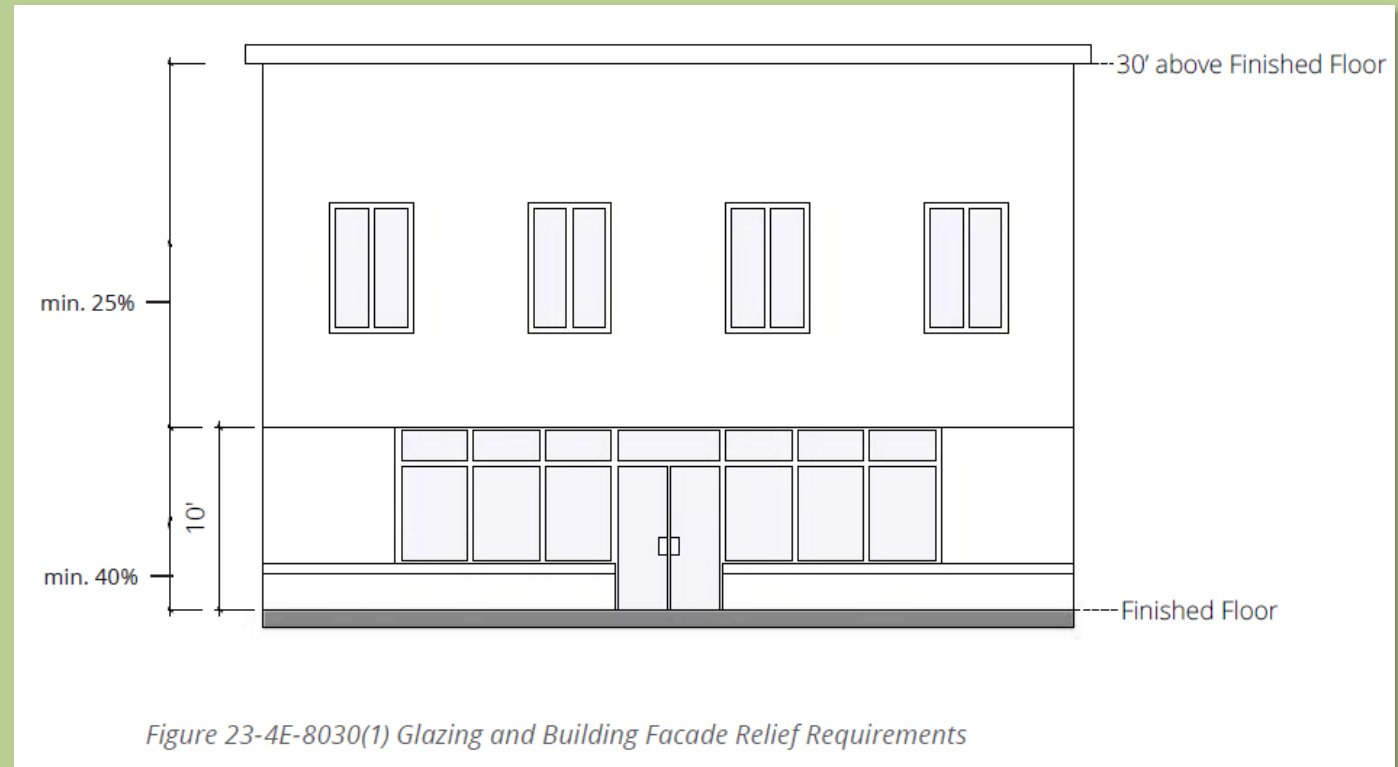 30' above Finished Floor
min. 25%
10'
min. 40%
Finished Floor
Figure 23-4E-8030(1) Glazing and Building Facade Relief Requirements